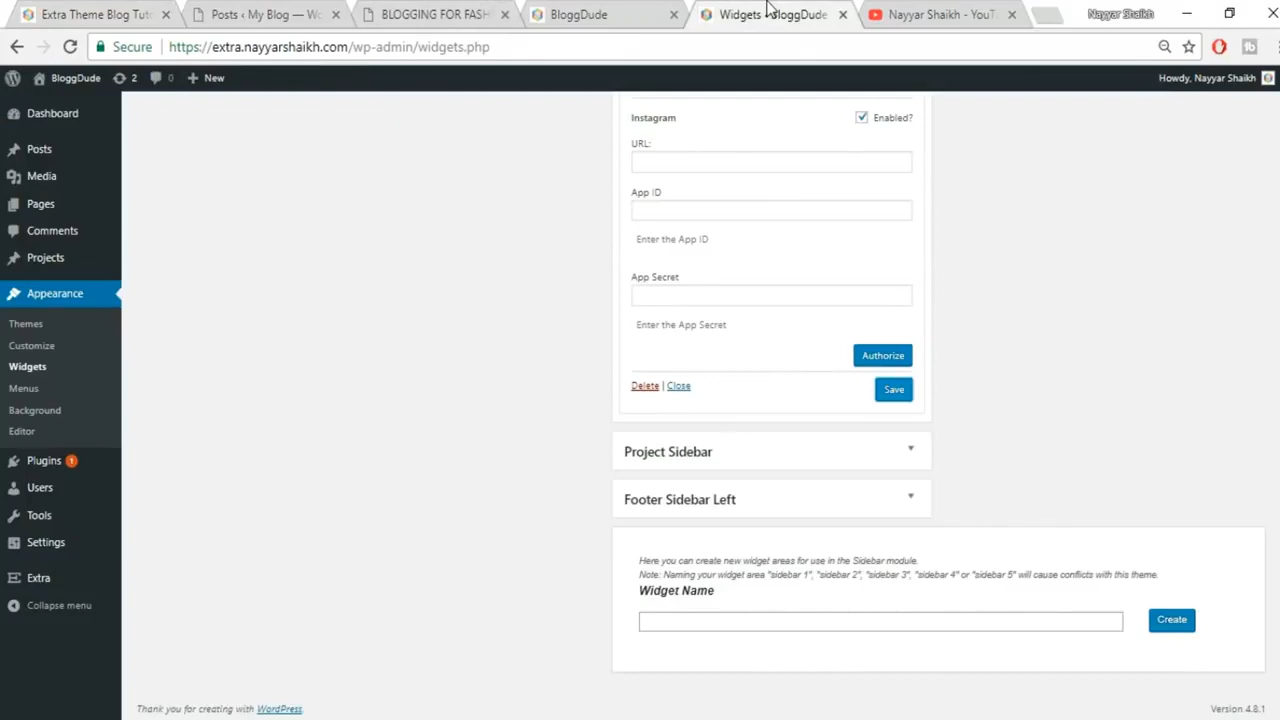 Extra Theme Blog Tuto
Posts ‹ My Blog — Wo
BLOGGING FOR FASH
BloggDude
Widgets ‹ BloggDude
Nayyar Shaikh - YouT
Nayyar Shaikh
Secure
https://extra.nayyarshaikh.com/wp-admin/widgets.php
BloggDude 2 0 New
Howdy, Nayyar Shaikh
Dashboard
Posts
Media
Pages
Comments
Projects
Appearance
Themes
Customize
Widgets
Menus
Background
Editor
Plugins 1
Users
Tools
Settings
Extra
Collapse menu
Instagram
Enabled?
URL:
App ID
Enter the App ID
App Secret
Enter the App Secret
Authorize
Delete | Close
Save
Project Sidebar
Footer Sidebar Left
Here you can create new widget areas for use in the Sidebar module.
Note: Naming your widget area "sidebar 1", "sidebar 2", "sidebar 3", "sidebar 4" or "sidebar 5" will cause conflicts with this theme.
Widget Name
Create
Thank you for creating with WordPress.
Version 4.8.1